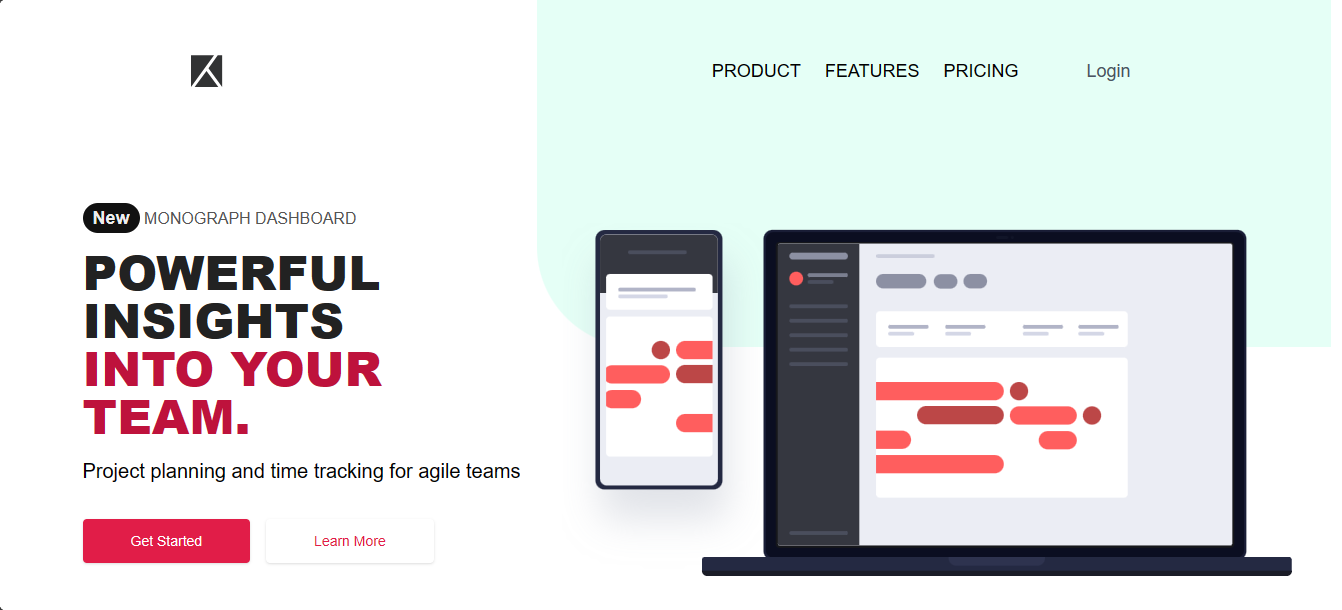 PRODUCT FEATURES PRICING Login
New MONOGRAPH DASHBOARD
POWERFUL
INSIGHTS
INTO YOUR
TEAM.
Project planning and time tracking for agile teams
Get Started Learn More